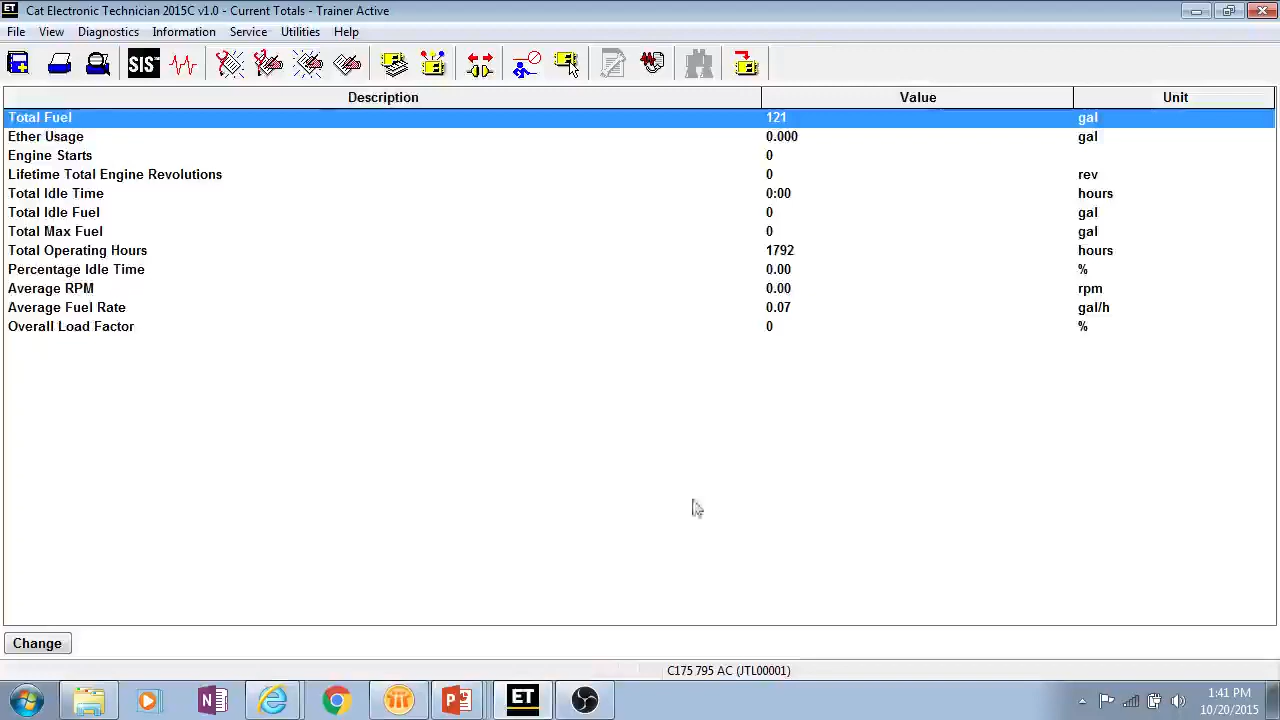 ET Cat Electronic Technician 2015C v1.0 - Current Totals - Trainer Active
File View Diagnostics Information Service Utilities Help
SIS
Description Value Unit
Total Fuel 121 gal
Ether Usage 0.000 gal
Engine Starts 0
Lifetime Total Engine Revolutions 0 rev
Total Idle Time 0:00 hours
Total Idle Fuel 0 gal
Total Max Fuel 0 gal
Total Operating Hours 1792 hours
Percentage Idle Time 0.00 %
Average RPM 0.00 rpm
Average Fuel Rate 0.07 gal/h
Overall Load Factor 0 %
Change
C175 795 AC (JTL00001)
ET
1:41 PM
10/20/2015